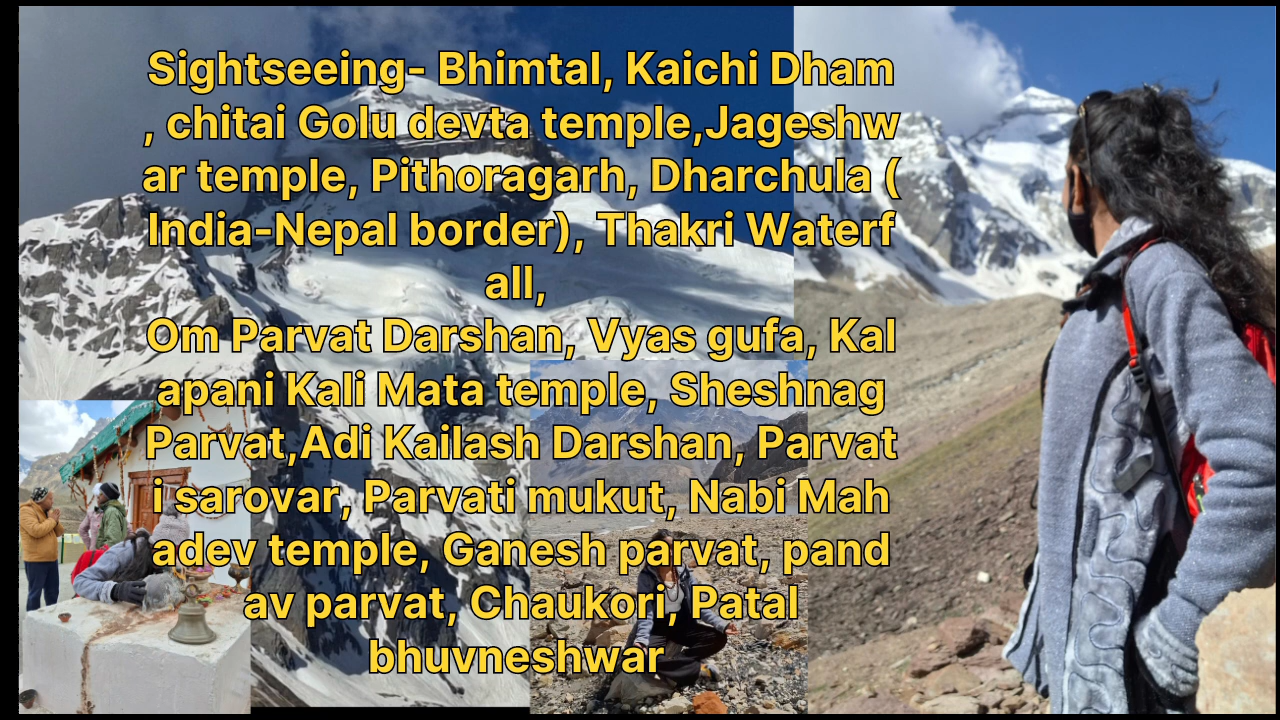 Sightseeing- Bhimtal, Kaichi Dham
, chitai Golu devta temple,Jageshw
ar temple, Pithoragarh, Dharchula (
India-Nepal border), Thakri Waterf
all,
Om Parvat Darshan, Vyas gufa, Kal
apani Kali Mata temple, Sheshnag
Parvat,Adi Kailash Darshan, Parvat
i sarovar, Parvati mukut, Nabi Mah
adev temple, Ganesh parvat, pand
av parvat, Chaukori, Patal
bhuvneshwar